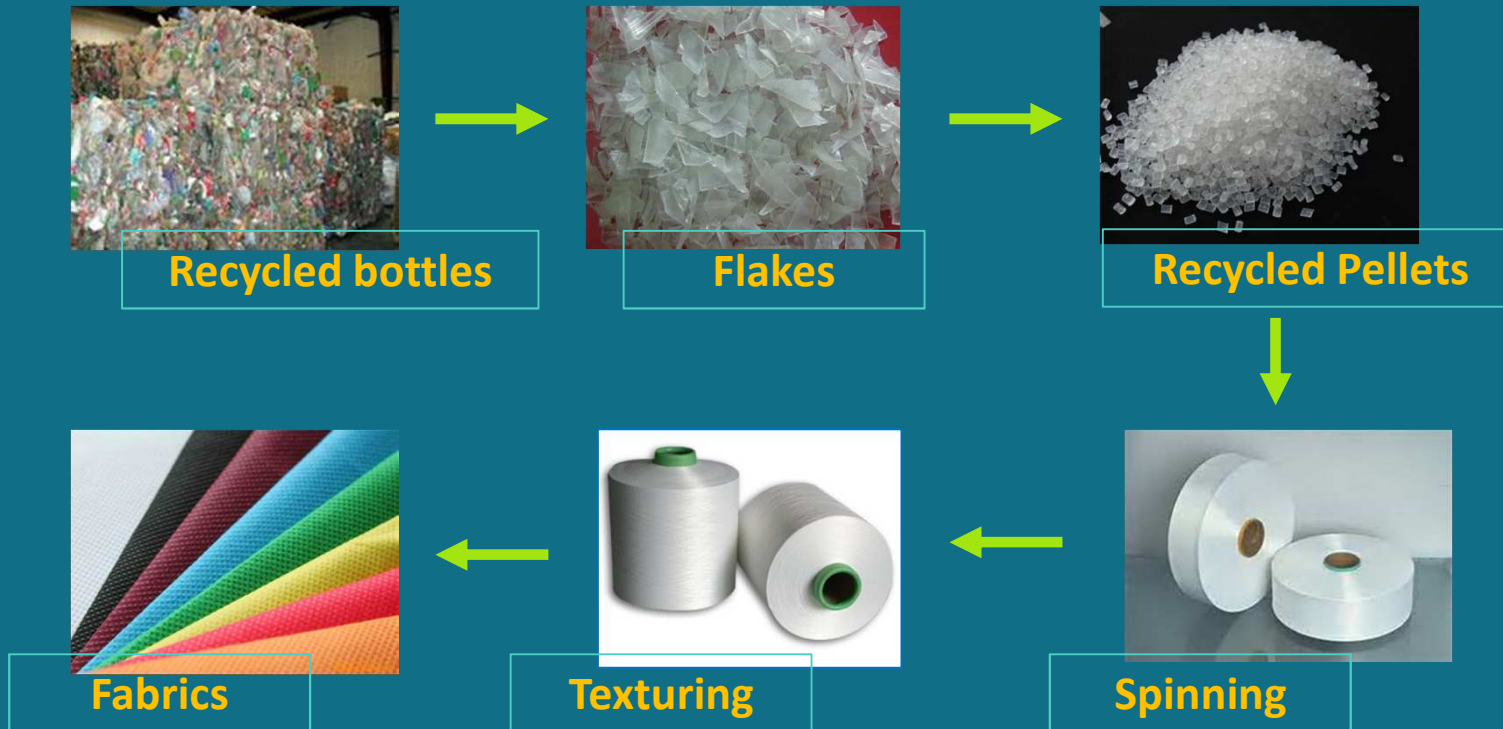 Recycled bottles
Flakes
Recycled Pellets
Fabrics
Texturing
Spinning